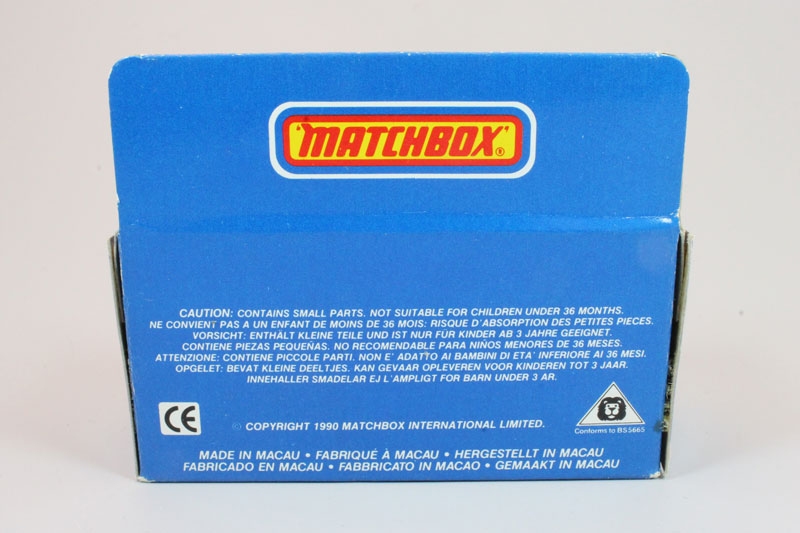 "MATCHBOX"®
CAUTION: CONTAINS SMALL PARTS. NOT SUITABLE FOR CHILDREN UNDER 36 MONTHS.
NE CONVIENT PAS A UN ENFANT DE MOINS DE 36 MOIS: RISQUE D'ABSORPTION DES PETITES PIECES.
VORSICHT: ENTHÄLT KLEINE TEILE UND IST NUR FÜR KINDER AB 3 JAHRE GEEIGNET.
CONTIENE PIEZAS PEQUEÑAS. NO RECOMENDABLE PARA NIÑOS MENORES DE 36 MESES.
ATTENZIONE: CONTIENE PICCOLE PARTI. NON E' ADATTO AI BAMBINI DI ETA' INFERIORE AI 36 MESI.
OPGELET: BEVAT KLEINE DEELTJES. KAN GEVAAR OPLEVEREN VOOR KINDEREN TOT 3 JAAR.
INNEHALLER SMADELAR EJ L'AMPLIGT FOR BARN UNDER 3 AR.
CE
© COPYRIGHT 1990 MATCHBOX INTERNATIONAL LIMITED.
Conforms to BS5665
MADE IN MACAU • FABRIQUÉ À MACAU • HERGESTELLT IN MACAU
FABRICADO EN MACAU • FABBRICATO IN MACAO • GEMAAKT IN MACAU